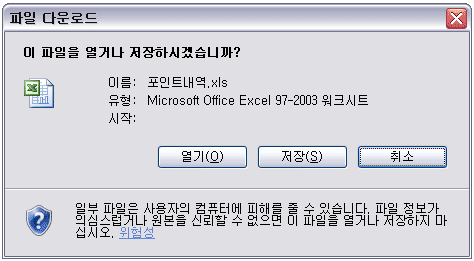 파일 다운로드
이 파일을 열거나 저장하시겠습니까?
이름: 포인트내역.xls
유형: Microsoft Office Excel 97-2003 워크시트
시작:
열기(O) 저장(S) 취소
일부 파일은 사용자의 컴퓨터에 피해를 줄 수 있습니다. 파일 정보가
의심스럽거나 원본을 신뢰할 수 없으면 이 파일을 열거나 저장하지 마
십시오. 위험성